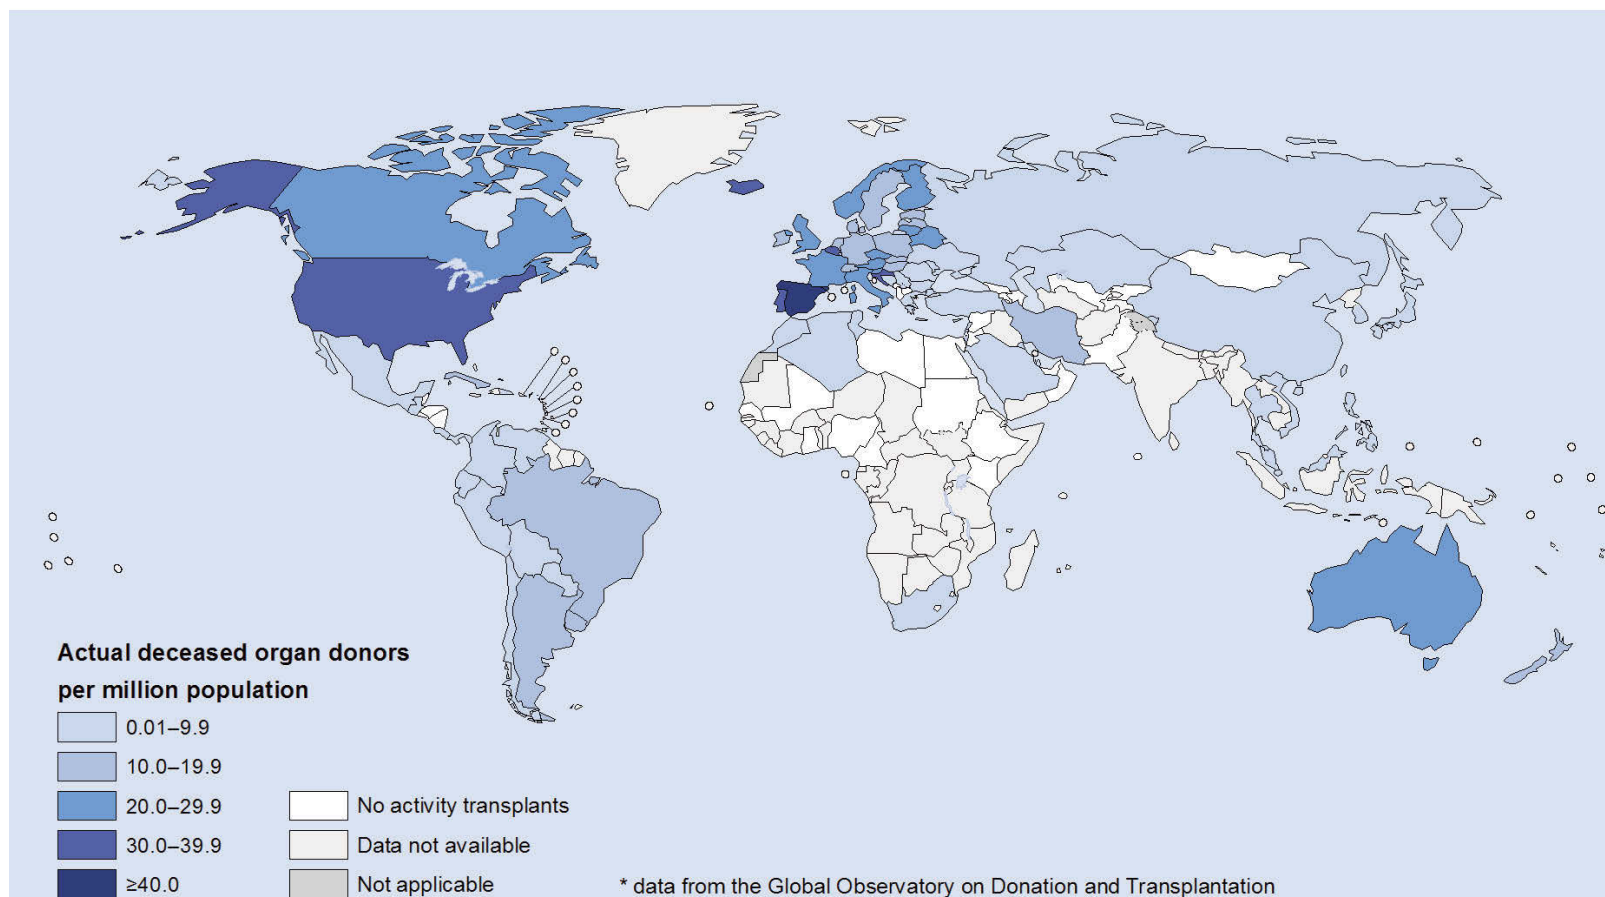 Actual deceased organ donors
per million population
0.01–9.9
10.0–19.9
20.0–29.9
30.0–39.9
≥40.0
No activity transplants
Data not available
Not applicable
* data from the Global Observatory on Donation and Transplantation